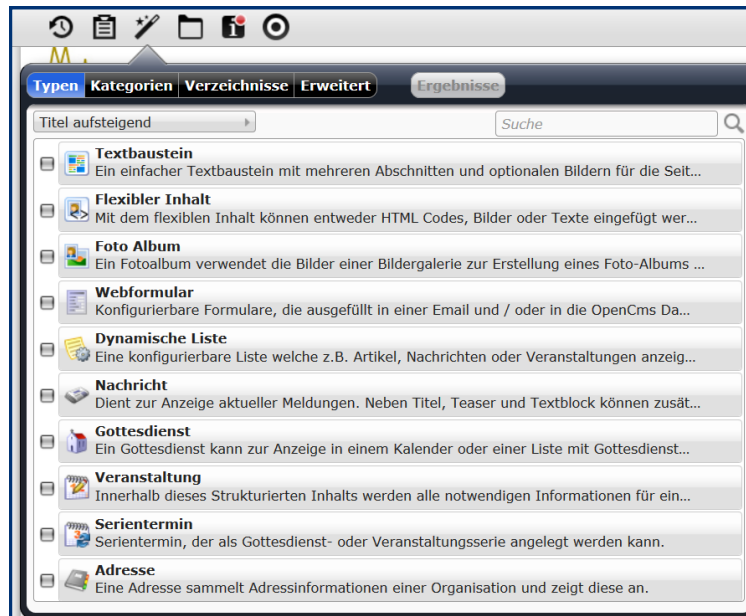 Typen Kategorien Verzeichnisse Erweitert Ergebnisse
Titel aufsteigend Suche
Textbaustein
Ein einfacher Textbaustein mit mehreren Abschnitten und optionalen Bildern für die Seit...
Flexibler Inhalt
Mit dem flexiblen Inhalt können entweder HTML Codes, Bilder oder Texte eingefügt wer...
Foto Album
Ein Fotoalbum verwendet die Bilder einer Bildergalerie zur Erstellung eines Foto-Albums ...
Webformular
Konfigurierbare Formulare, die ausgefüllt in einer Email und / oder in die OpenCms Da...
Dynamische Liste
Eine konfigurierbare Liste welche z.B. Artikel, Nachrichten oder Veranstaltungen anzeig...
Nachricht
Dient zur Anzeige aktueller Meldungen. Neben Titel, Teaser und Textblock können zusät...
Gottesdienst
Ein Gottesdienst kann zur Anzeige in einem Kalender oder einer Liste mit Gottesdienst...
Veranstaltung
Innerhalb dieses Strukturierten Inhalts werden alle notwendigen Informationen für ein...
Serientermin
Serientermin, der als Gottesdienst- oder Veranstaltungsserie angelegt werden kann.
Adresse
Eine Adresse sammelt Adressinformationen einer Organisation und zeigt diese an.